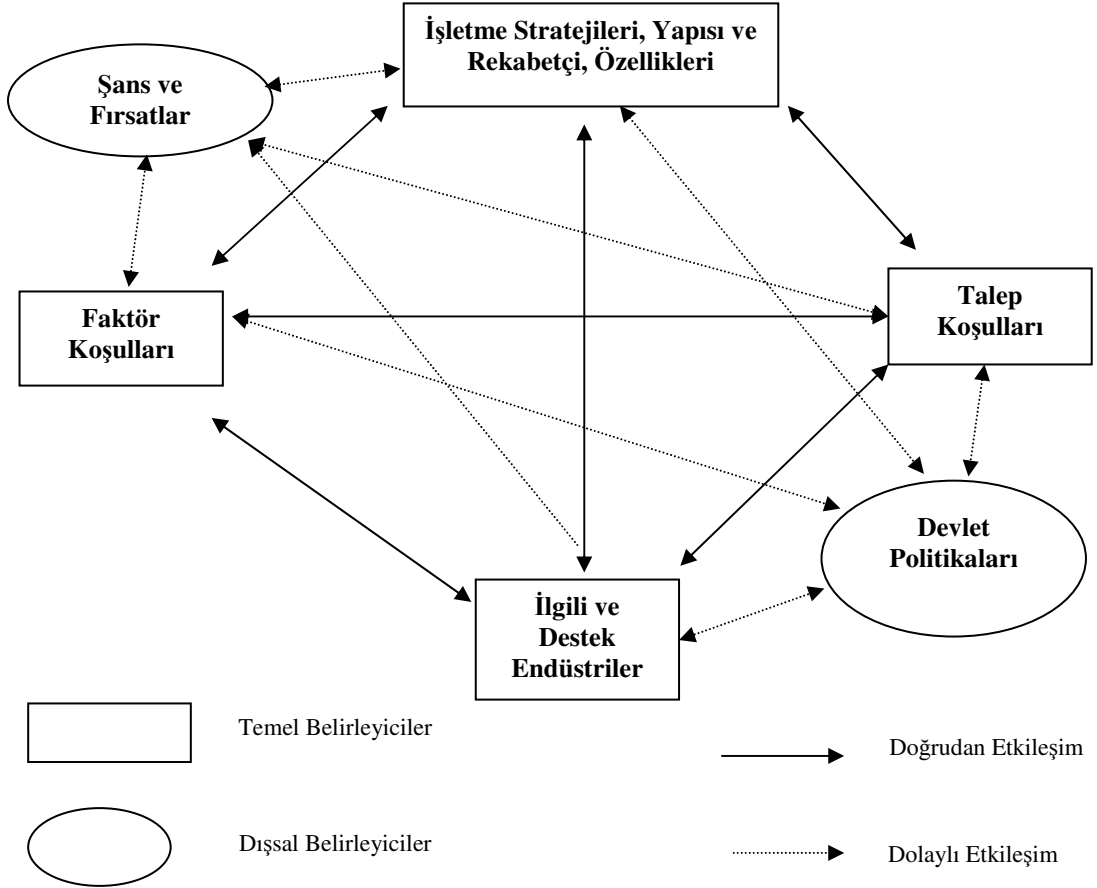 İşletme Stratejileri, Yapısı ve
Rekabetçi, Özellikleri
Şans ve
Fırsatlar
Faktör
Koşulları
Talep
Koşulları
Devlet
Politikaları
İlgili ve
Destek
Endüstriler
Temel Belirleyiciler
Doğrudan Etkileşim
Dışsal Belirleyiciler
Dolaylı Etkileşim